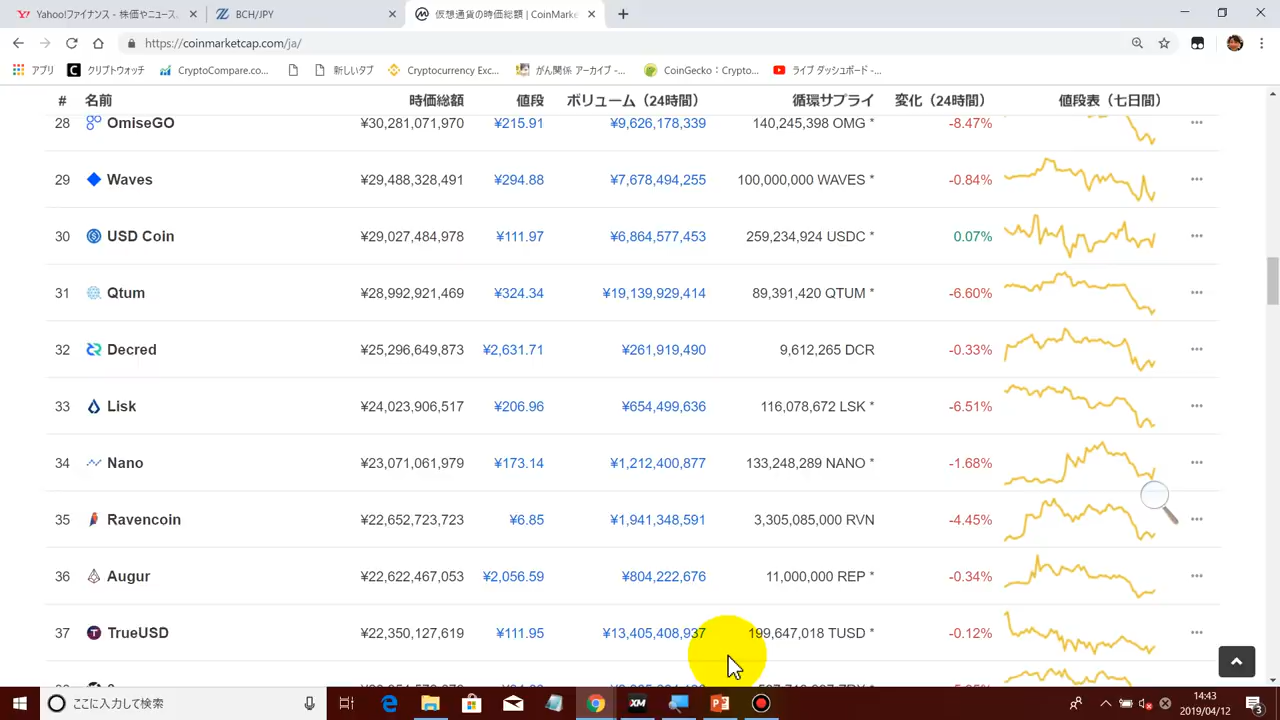 Yahoo!ファイナンス - 株価やニュース、
BCH/JPY
仮想通貨の時価総額 | CoinMarke
https://coinmarketcap.com/ja/
アプリ
クリプトウォッチ
CryptoCompare.co...
新しいタブ
Cryptocurrency Exc...
がん関係 アーカイブ -...
CoinGecko：Crypto...
ライブ ダッシュボード -...
# 名前 時価総額 値段 ボリューム（24時間） 循環サプライ 変化（24時間） 値段表（七日間）
28 OmiseGO ¥30,281,071,970 ¥215.91 ¥9,626,178,339 140,245,398 OMG * -8.47%
29 Waves ¥29,488,328,491 ¥294.88 ¥7,678,494,255 100,000,000 WAVES * -0.84%
30 USD Coin ¥29,027,484,978 ¥111.97 ¥6,864,577,453 259,234,924 USDC * 0.07%
31 Qtum ¥28,992,921,469 ¥324.34 ¥19,139,929,414 89,391,420 QTUM * -6.60%
32 Decred ¥25,296,649,873 ¥2,631.71 ¥261,919,490 9,612,265 DCR -0.33%
33 Lisk ¥24,023,906,517 ¥206.96 ¥654,499,636 116,078,672 LSK * -6.51%
34 Nano ¥23,071,061,979 ¥173.14 ¥1,212,400,877 133,248,289 NANO * -1.68%
35 Ravencoin ¥22,652,723,723 ¥6.85 ¥1,941,348,591 3,305,085,000 RVN -4.45%
36 Augur ¥22,622,467,053 ¥2,056.59 ¥804,222,676 11,000,000 REP * -0.34%
37 TrueUSD ¥22,350,127,619 ¥111.95 ¥13,405,408,937 199,647,018 TUSD * -0.12%
ここに入力して検索
14:43
2019/04/12
3